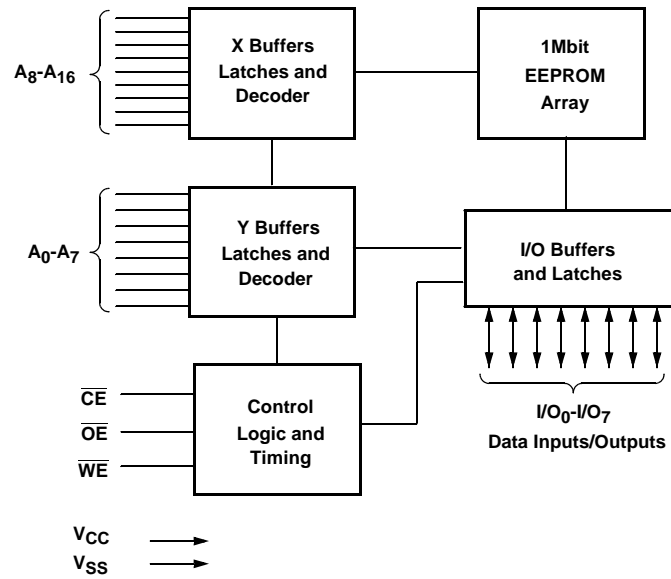 A8-A16
X Buffers
Latches and
Decoder
1Mbit
EEPROM
Array
A0-A7
Y Buffers
Latches and
Decoder
I/O Buffers
and Latches
CE
OE
WE
Control
Logic and
Timing
I/O0-I/O7
Data Inputs/Outputs
VCC
VSS